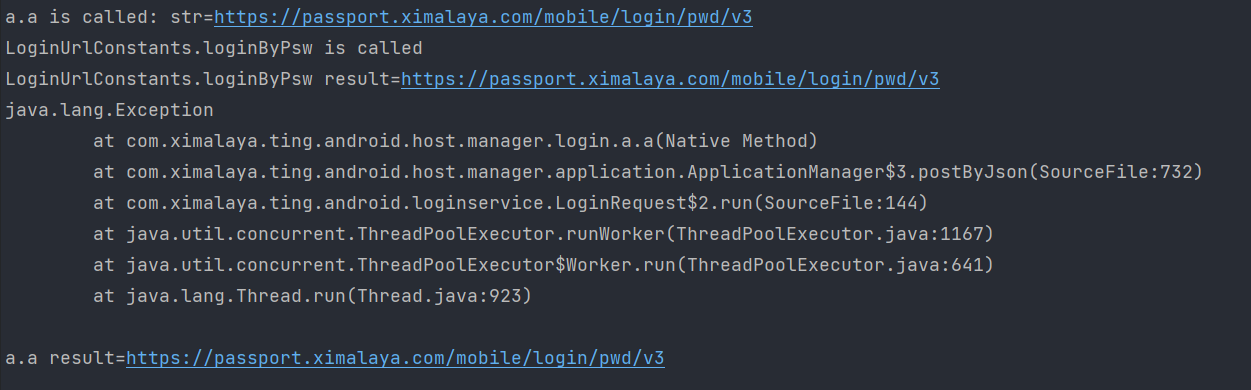 a.a is called: str=https://passport.ximalaya.com/mobile/login/pwd/v3
LoginUrlConstants.loginByPsw is called
LoginUrlConstants.loginByPsw result=https://passport.ximalaya.com/mobile/login/pwd/v3
java.lang.Exception
        at com.ximalaya.ting.android.host.manager.login.a.a(Native Method)
        at com.ximalaya.ting.android.host.manager.application.ApplicationManager$3.postByJson(SourceFile:732)
        at com.ximalaya.ting.android.loginservice.LoginRequest$2.run(SourceFile:144)
        at java.util.concurrent.ThreadPoolExecutor.runWorker(ThreadPoolExecutor.java:1167)
        at java.util.concurrent.ThreadPoolExecutor$Worker.run(ThreadPoolExecutor.java:641)
        at java.lang.Thread.run(Thread.java:923)
a.a result=https://passport.ximalaya.com/mobile/login/pwd/v3